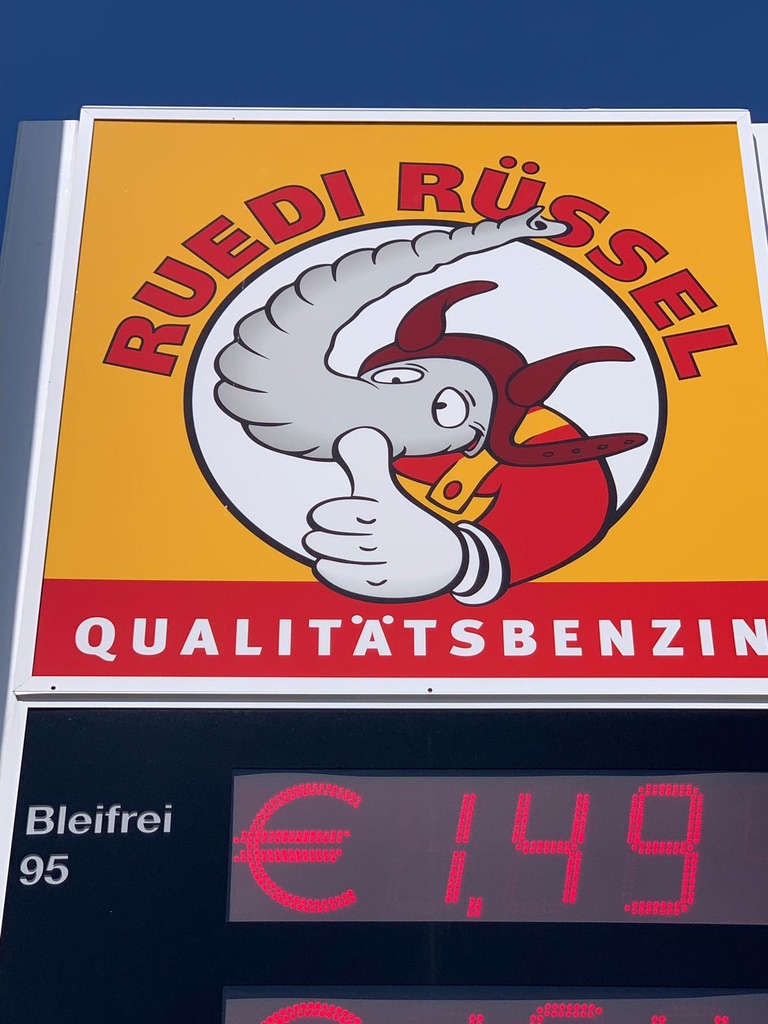 RUEDI RÜSSEL
QUALITÄTSBENZIN
Bleifrei
95
€ 1,49